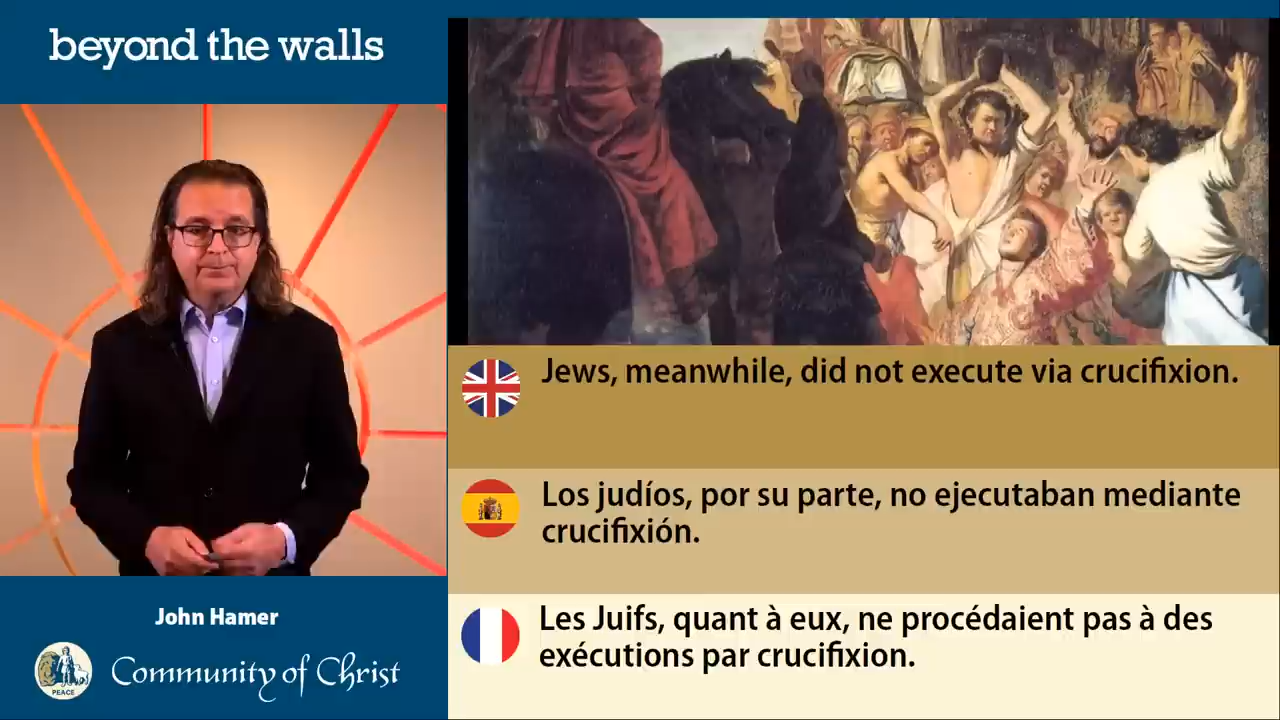 beyond the walls
Jews, meanwhile, did not execute via crucifixion.
Los judíos, por su parte, no ejecutaban mediante
crucifixión.
Les Juifs, quant à eux, ne procédaient pas à des
exécutions par crucifixion.
John Hamer
PEACE
Community of Christ